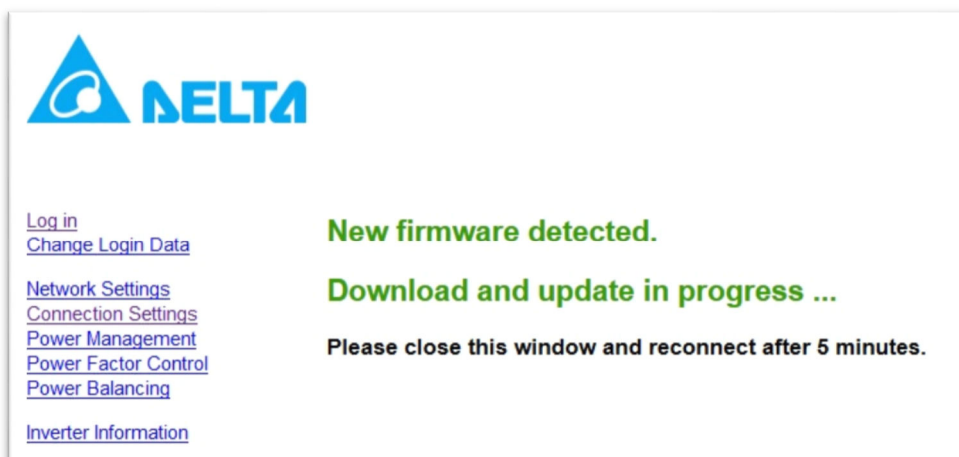 DELTA
Log in
Change Login Data
Network Settings
Connection Settings
Power Management
Power Factor Control
Power Balancing
Inverter Information
New firmware detected.
Download and update in progress ...
Please close this window and reconnect after 5 minutes.